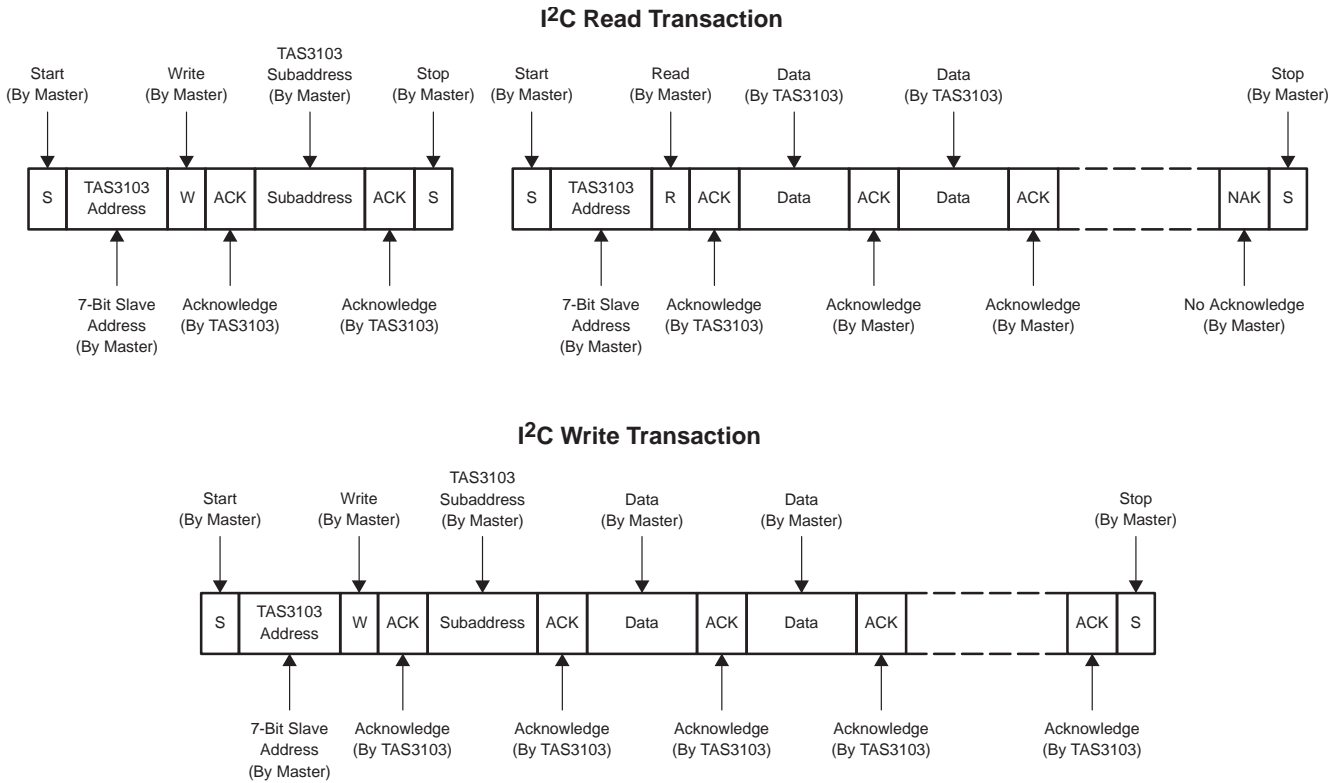 I2C Read Transaction
Start
(By Master)
Write
(By Master)
TAS3103
Subaddress
(By Master)
Stop
(By Master)
Start
(By Master)
Read
(By Master)
Data
(By TAS3103)
Data
(By TAS3103)
Stop
(By Master)
S
TAS3103
Address
W
ACK
Subaddress
ACK
S
S
TAS3103
Address
R
ACK
Data
ACK
Data
ACK
NAK
S
7-Bit Slave
Address
(By Master)
Acknowledge
(By TAS3103)
Acknowledge
(By TAS3103)
7-Bit Slave
Address
(By Master)
Acknowledge
(By TAS3103)
Acknowledge
(By Master)
Acknowledge
(By Master)
No Acknowledge
(By Master)
I2C Write Transaction
Start
(By Master)
Write
(By Master)
TAS3103
Subaddress
(By Master)
Data
(By Master)
Data
(By Master)
Stop
(By Master)
S
TAS3103
Address
W
ACK
Subaddress
ACK
Data
ACK
Data
ACK
ACK
S
7-Bit Slave
Address
(By Master)
Acknowledge
(By TAS3103)
Acknowledge
(By TAS3103)
Acknowledge
(By TAS3103)
Acknowledge
(By TAS3103)
Acknowledge
(By TAS3103)